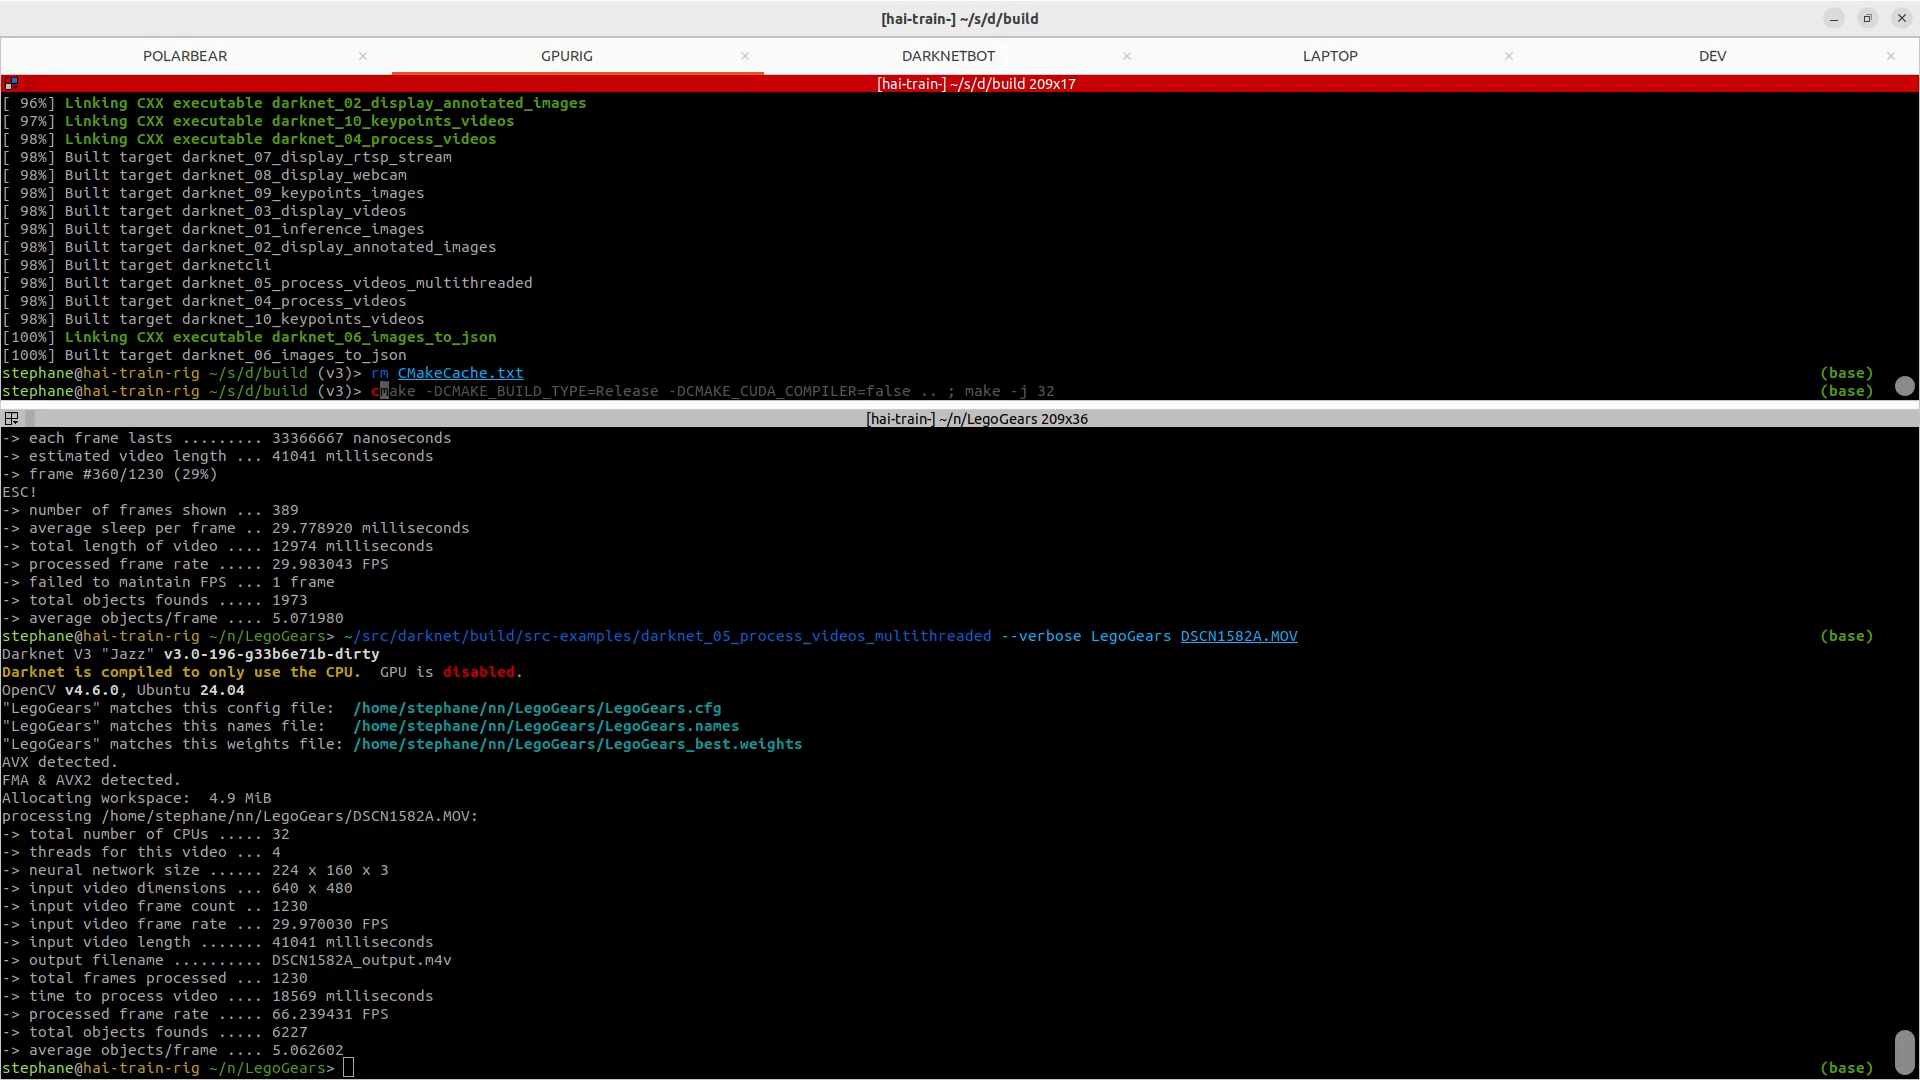 [hai-train-] ~/s/d/build
POLARBEAR
GPURIG
DARKNETBOT
LAPTOP
DEV
[hai-train-] ~/s/d/build 209x17
[ 96%] Linking CXX executable darknet_02_display_annotated_images
[ 97%] Linking CXX executable darknet_10_keypoints_videos
[ 98%] Linking CXX executable darknet_04_process_videos
[ 98%] Built target darknet_07_display_rtsp_stream
[ 98%] Built target darknet_08_display_webcam
[ 98%] Built target darknet_09_keypoints_images
[ 98%] Built target darknet_03_display_videos
[ 98%] Built target darknet_01_inference_images
[ 98%] Built target darknet_02_display_annotated_images
[ 98%] Built target darknetcli
[ 98%] Built target darknet_05_process_videos_multithreaded
[ 98%] Built target darknet_04_process_videos
[ 98%] Built target darknet_10_keypoints_videos
[100%] Linking CXX executable darknet_06_images_to_json
[100%] Built target darknet_06_images_to_json
stephane@hai-train-rig ~/s/d/build (v3)> rm CMakeCache.txt (base)
stephane@hai-train-rig ~/s/d/build (v3)> cmake -DCMAKE_BUILD_TYPE=Release -DCMAKE_CUDA_COMPILER=false .. ; make -j 32 (base)
[hai-train-] ~/n/LegoGears 209x36
-> each frame lasts ......... 33366667 nanoseconds
-> estimated video length ... 41041 milliseconds
-> frame #360/1230 (29%)
ESC!
-> number of frames shown ... 389
-> average sleep per frame .. 29.778920 milliseconds
-> total length of video .... 12974 milliseconds
-> processed frame rate ..... 29.983043 FPS
-> failed to maintain FPS ... 1 frame
-> total objects founds ..... 1973
-> average objects/frame .... 5.071980
stephane@hai-train-rig ~/n/LegoGears> ~/src/darknet/build/src-examples/darknet_05_process_videos_multithreaded --verbose LegoGears DSCN1582A.MOV (base)
Darknet V3 "Jazz" v3.0-196-g33b6e71b-dirty
Darknet is compiled to only use the CPU.  GPU is disabled.
OpenCV v4.6.0, Ubuntu 24.04
"LegoGears" matches this config file:  /home/stephane/nn/LegoGears/LegoGears.cfg
"LegoGears" matches this names file:   /home/stephane/nn/LegoGears/LegoGears.names
"LegoGears" matches this weights file: /home/stephane/nn/LegoGears/LegoGears_best.weights
AVX detected.
FMA & AVX2 detected.
Allocating workspace:  4.9 MiB
processing /home/stephane/nn/LegoGears/DSCN1582A.MOV:
-> total number of CPUs ..... 32
-> threads for this video ... 4
-> neural network size ...... 224 x 160 x 3
-> input video dimensions ... 640 x 480
-> input video frame count .. 1230
-> input video frame rate ... 29.970030 FPS
-> input video length ....... 41041 milliseconds
-> output filename .......... DSCN1582A_output.m4v
-> total frames processed ... 1230
-> time to process video .... 18569 milliseconds
-> processed frame rate ..... 66.239431 FPS
-> total objects founds ..... 6227
-> average objects/frame .... 5.062602
stephane@hai-train-rig ~/n/LegoGears> (base)